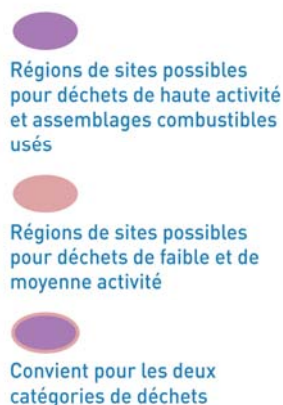 Régions de sites possibles
pour déchets de haute activité
et assemblages combustibles
usés
Régions de sites possibles
pour déchets de faible et de
moyenne activité
Convient pour les deux
catégories de déchets